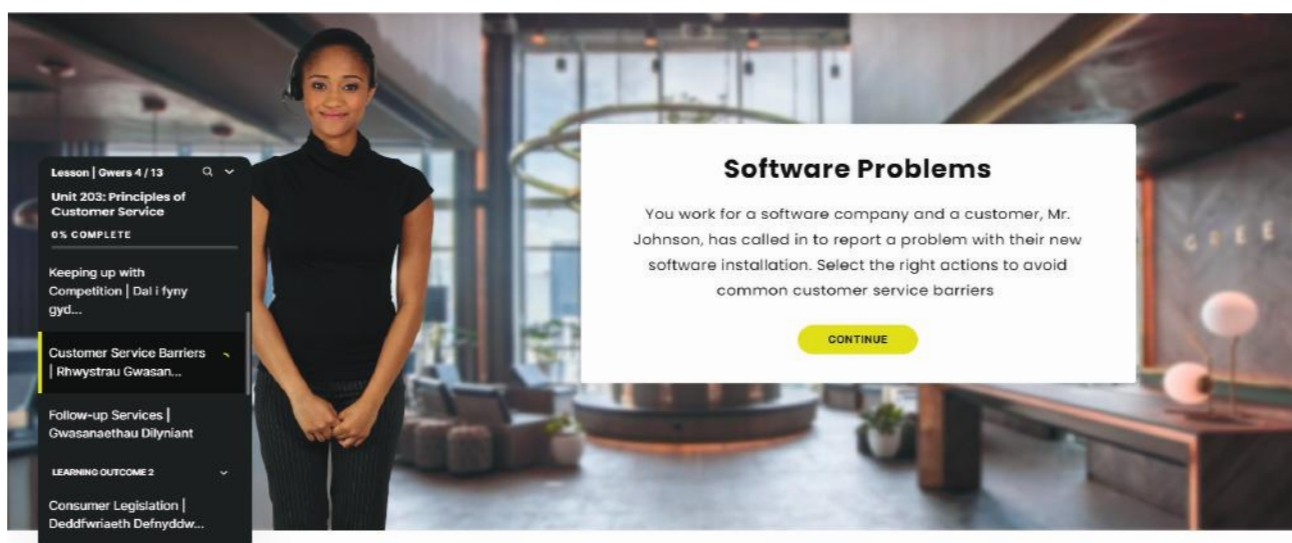 Lesson | Gwers 4 / 13
Unit 203: Principles of
Customer Service
0% COMPLETE
Keeping up with
Competition | Dal i fyny
gyd...
Customer Service Barriers
| Rhwystrau Gwasan...
Follow-up Services |
Gwasanaethau Dilyniant
LEARNING OUTCOME 2
Consumer Legislation |
Deddfwriaeth Defnyddw...
Software Problems
You work for a software company and a customer, Mr.
Johnson, has called in to report a problem with their new
software installation. Select the right actions to avoid
common customer service barriers
CONTINUE